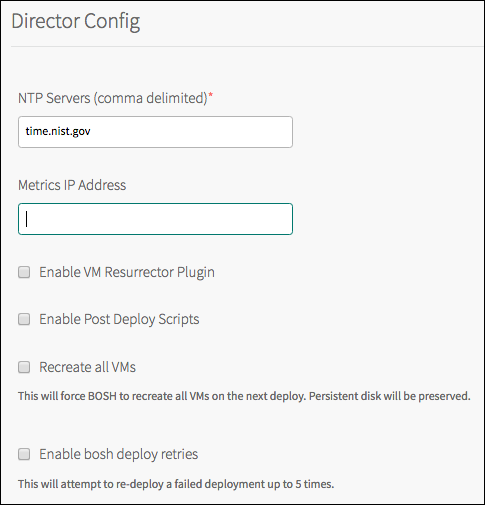 Director Config
NTP Servers (comma delimited)*
time.nist.gov
Metrics IP Address
Enable VM Resurrector Plugin
Enable Post Deploy Scripts
Recreate all VMs
This will force BOSH to recreate all VMs on the next deploy. Persistent disk will be preserved.
Enable bosh deploy retries
This will attempt to re-deploy a failed deployment up to 5 times.